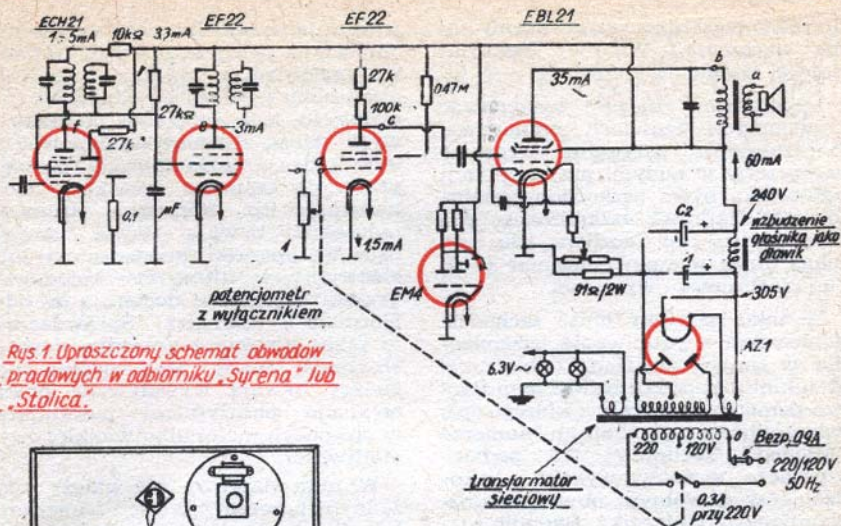 ECH21
EF22
EF22
EBL21
1÷5mA
10kΩ
3,3mA
27k
100k
0,47M
35mA
b
a
27kΩ
3mA
f
e
d
c
27k
0,1
μF
1,5mA
60mA
240V
C2
+
wzbudzenie
głośnika jako
dławik
+
305V
potencjometr
z wyłącznikiem
EM4
91Ω/2W
AZ1
6,3V~
Rys. 1. Uproszczony schemat obwodów
prądowych w odbiorniku „Syrena" lub
„Stolica."
transformator
sieciowy
220
120V
0
Bezp. 0,9A
220/120V
50Hz
0,3A
przy 220V